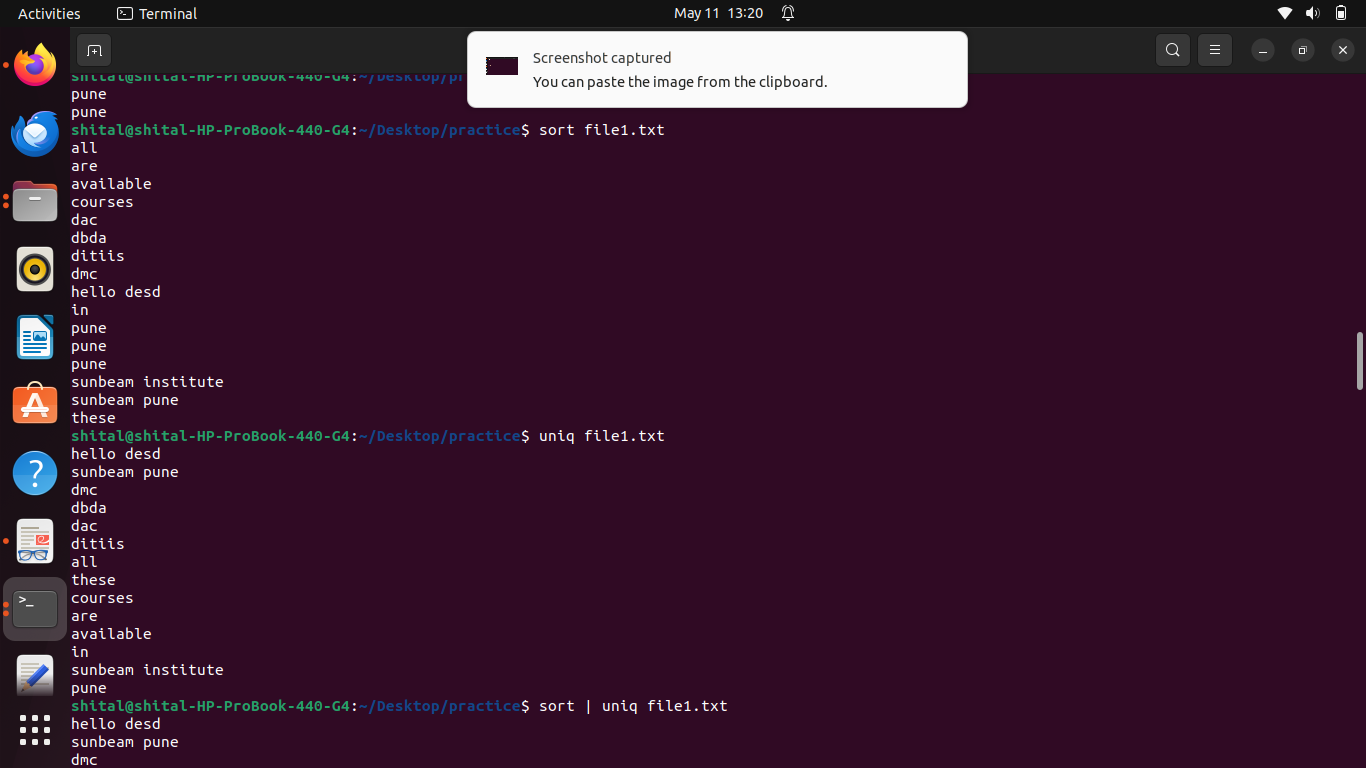 Activities
Terminal
May 11 13:20
Screenshot captured
You can paste the image from the clipboard.
shital@shital-HP-ProBook-440-G4:~/Desktop/pr
pune
pune
shital@shital-HP-ProBook-440-G4:~/Desktop/practice$ sort file1.txt
all
are
available
courses
dac
dbda
ditiis
dmc
hello desd
in
pune
pune
pune
sunbeam institute
sunbeam pune
these
shital@shital-HP-ProBook-440-G4:~/Desktop/practice$ uniq file1.txt
hello desd
sunbeam pune
dmc
dbda
dac
ditiis
all
these
courses
are
available
in
sunbeam institute
pune
shital@shital-HP-ProBook-440-G4:~/Desktop/practice$ sort | uniq file1.txt
hello desd
sunbeam pune
dmc